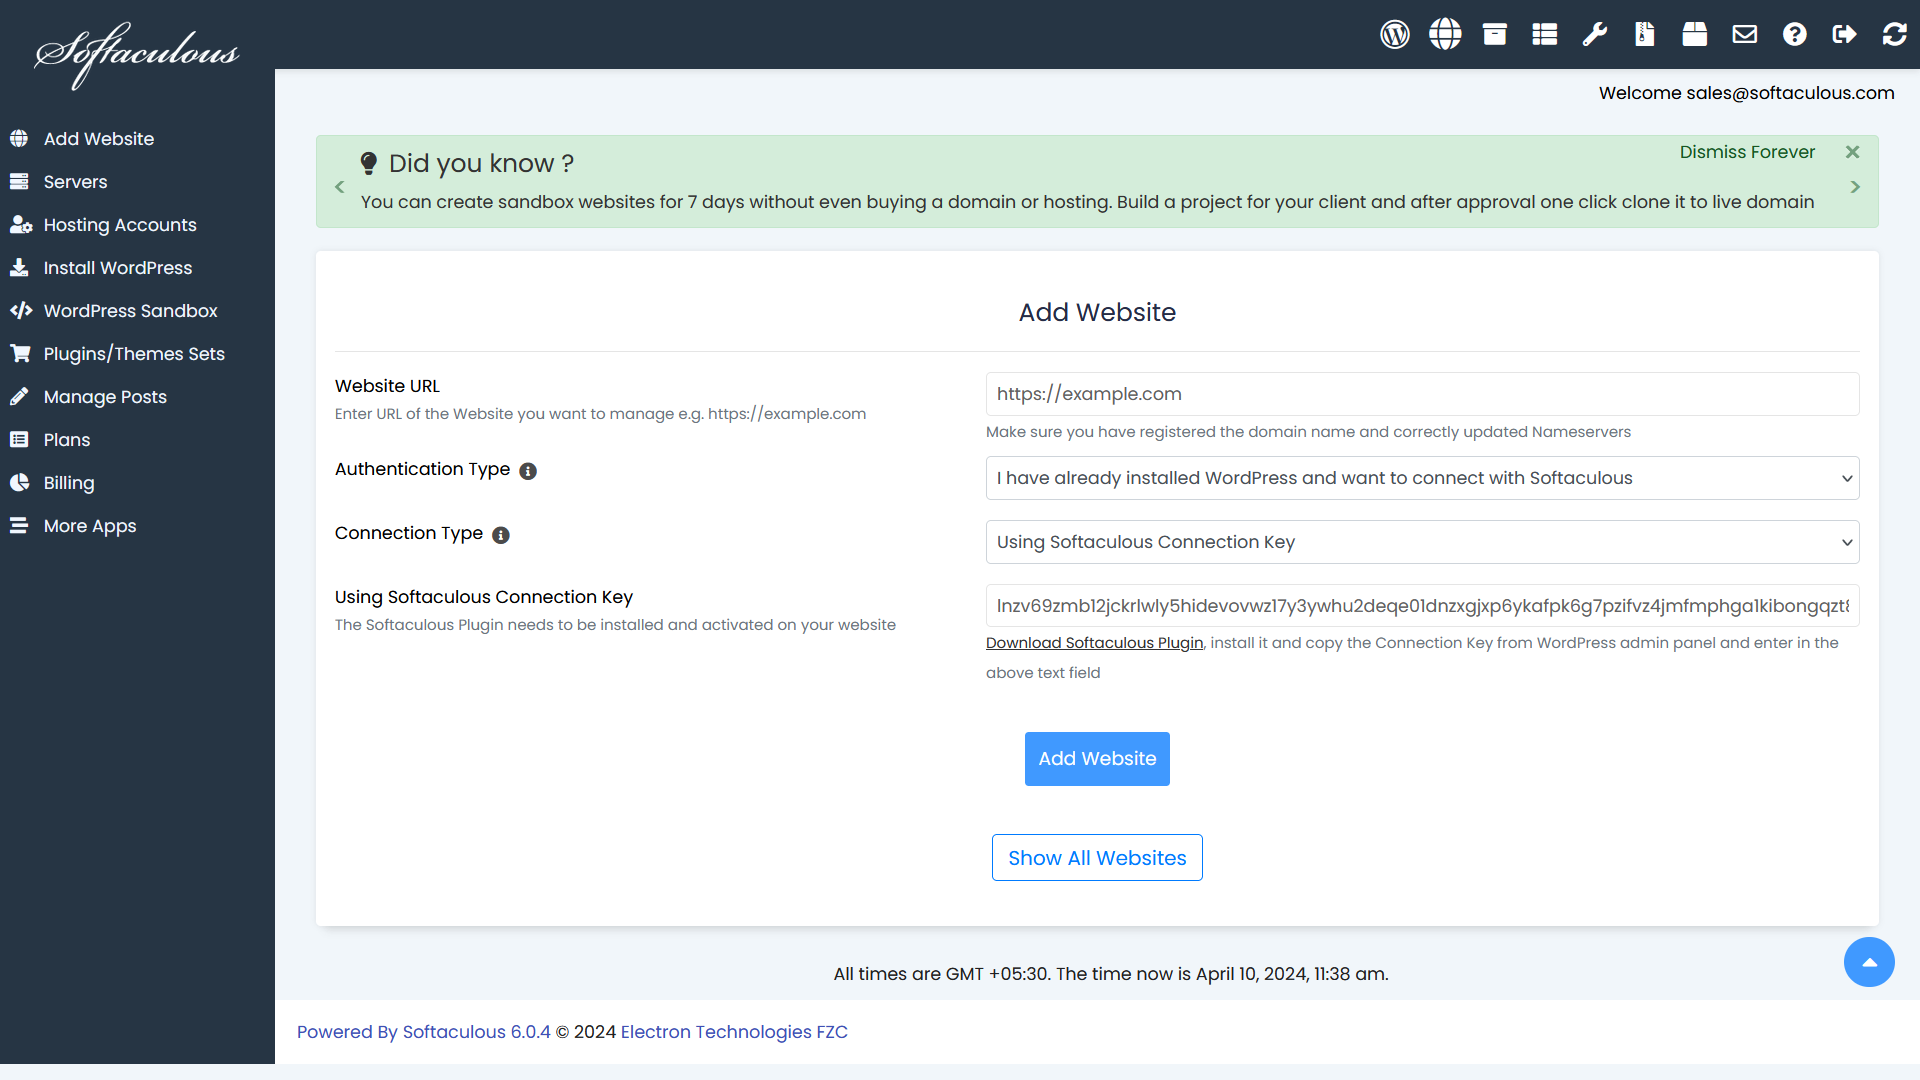 Softaculous
Welcome sales@softaculous.com
Add Website
Servers
Hosting Accounts
Install WordPress
WordPress Sandbox
Plugins/Themes Sets
Manage Posts
Plans
Billing
More Apps
Did you know ?
Dismiss Forever
You can create sandbox websites for 7 days without even buying a domain or hosting. Build a project for your client and after approval one click clone it to live domain
Add Website
Website URL
Enter URL of the Website you want to manage e.g. https://example.com
https://example.com
Make sure you have registered the domain name and correctly updated Nameservers
Authentication Type
I have already installed WordPress and want to connect with Softaculous
Connection Type
Using Softaculous Connection Key
Using Softaculous Connection Key
The Softaculous Plugin needs to be installed and activated on your website
Download Softaculous Plugin, install it and copy the Connection Key from WordPress admin panel and enter in the
above text field
Add Website
Show All Websites
All times are GMT +05:30. The time now is April 10, 2024, 11:38 am.
Powered By Softaculous 6.0.4 © 2024 Electron Technologies FZC